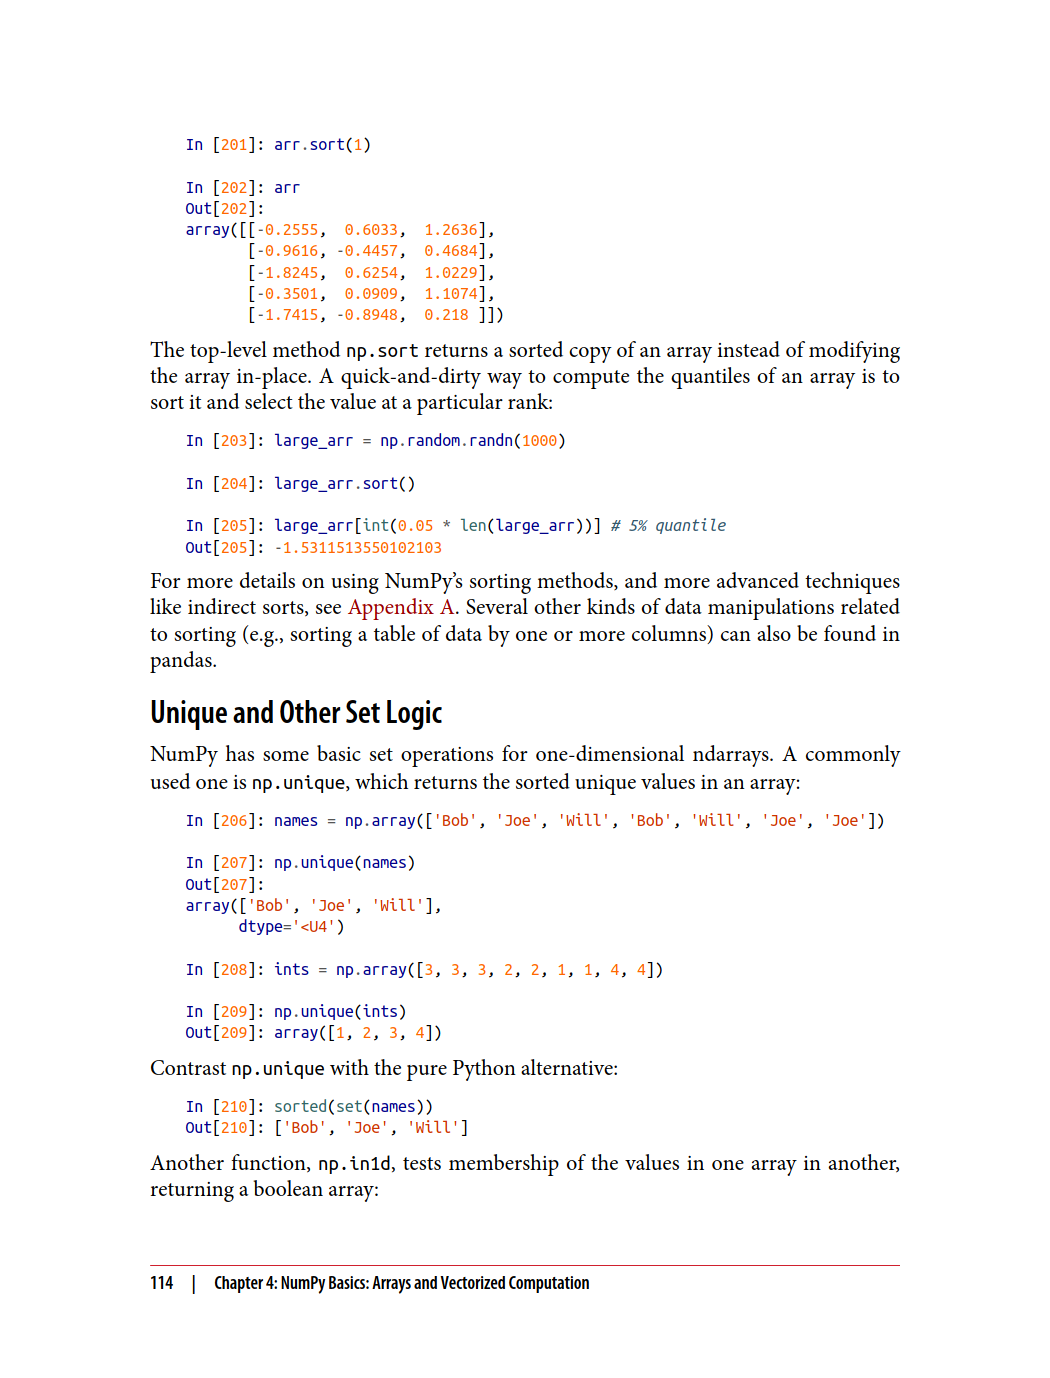 In [201]: arr.sort(1)
In [202]: arr
Out[202]:
array([[-0.2555,  0.6033,  1.2636],
       [-0.9616, -0.4457,  0.4684],
       [-1.8245,  0.6254,  1.0229],
       [-0.3501,  0.0909,  1.1074],
       [-1.7415, -0.8948,  0.218 ]])
The top-level method np.sort returns a sorted copy of an array instead of modifying
the array in-place. A quick-and-dirty way to compute the quantiles of an array is to
sort it and select the value at a particular rank:
In [203]: large_arr = np.random.randn(1000)
In [204]: large_arr.sort()
In [205]: large_arr[int(0.05 * len(large_arr))] # 5% quantile
Out[205]: -1.5311513550102103
For more details on using NumPy’s sorting methods, and more advanced techniques
like indirect sorts, see Appendix A. Several other kinds of data manipulations related
to sorting (e.g., sorting a table of data by one or more columns) can also be found in
pandas.
Unique and Other Set Logic
NumPy has some basic set operations for one-dimensional ndarrays. A commonly
used one is np.unique, which returns the sorted unique values in an array:
In [206]: names = np.array(['Bob', 'Joe', 'Will', 'Bob', 'Will', 'Joe', 'Joe'])
In [207]: np.unique(names)
Out[207]:
array(['Bob', 'Joe', 'Will'],
      dtype='<U4')
In [208]: ints = np.array([3, 3, 3, 2, 2, 1, 1, 4, 4])
In [209]: np.unique(ints)
Out[209]: array([1, 2, 3, 4])
Contrast np.unique with the pure Python alternative:
In [210]: sorted(set(names))
Out[210]: ['Bob', 'Joe', 'Will']
Another function, np.in1d, tests membership of the values in one array in another,
returning a boolean array:
114 | Chapter 4: NumPy Basics: Arrays and Vectorized Computation